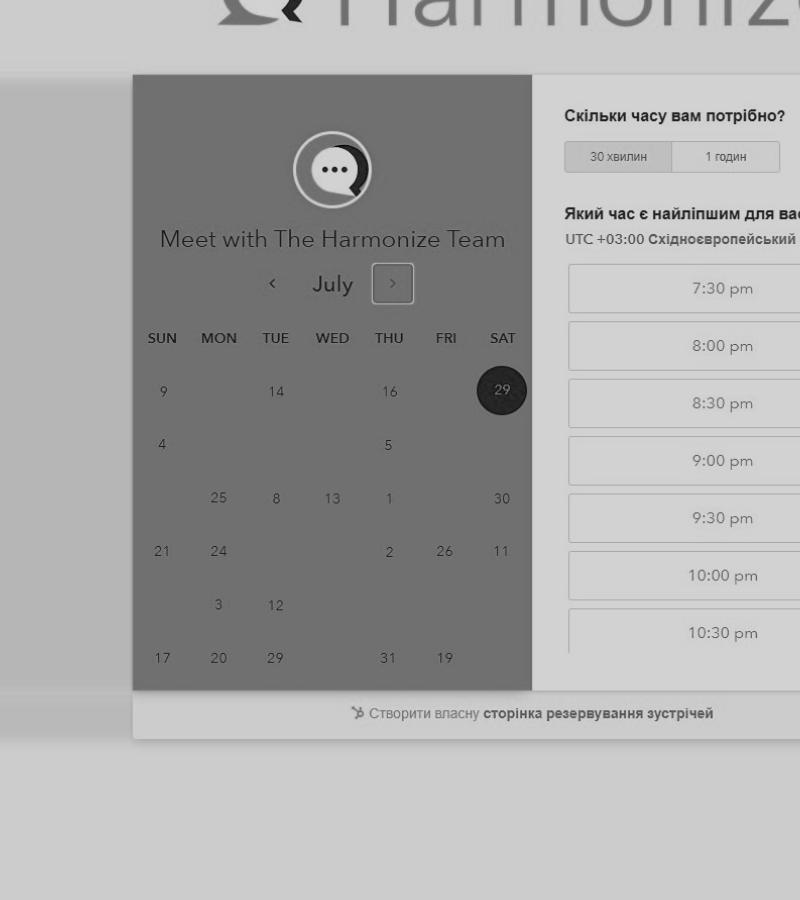 Harmonize
Meet with The Harmonize Team
July
SUN MON TUE WED THU FRI SAT
9 14 16 29
4 5
25 8 13 1 30
21 24 2 26 11
3 12
17 20 29 31 19
Скільки часу вам потрібно?
30 хвилин 1 годин
Який час є найліпшим для
UTC +03:00 Східноєвропейський
7:30 pm
8:00 pm
8:30 pm
9:00 pm
9:30 pm
10:00 pm
10:30 pm
Створити власну сторінка резервування зустрічей